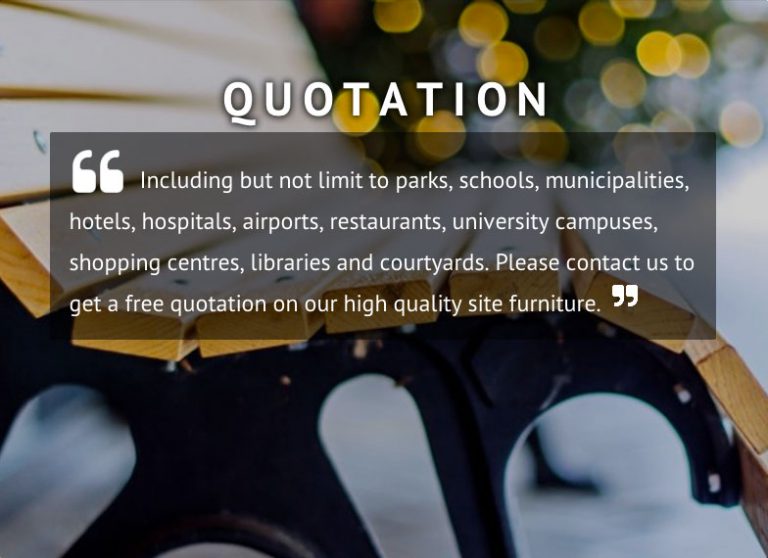 QUOTATION
“ Including but not limit to parks, schools, municipalities,
hotels, hospitals, airports, restaurants, university campuses,
shopping centres, libraries and courtyards. Please contact us to
get a free quotation on our high quality site furniture. ”